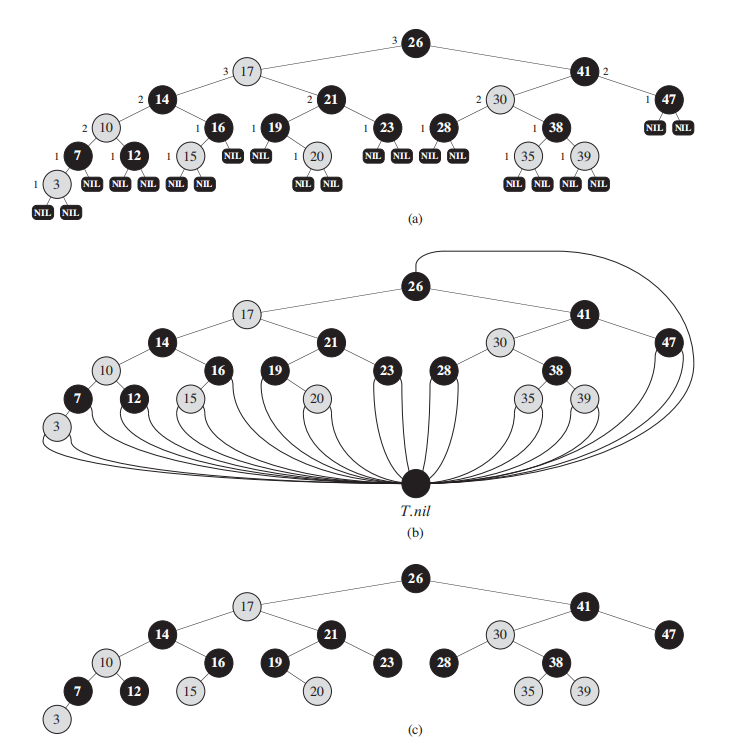 3 26
3 17 41 2
2 14 2 21 2 30 1 47
2 10 1 16 1 19 1 23 1 28 1 38 NIL NIL
1 7 1 12 1 15 NIL NIL 1 20 NIL NIL NIL NIL 1 35 1 39
1 3 NIL NIL NIL NIL NIL NIL NIL NIL NIL NIL NIL
NIL NIL
(a)
26
17 41
14 21 30 47
10 16 19 23 28 38
7 12 15 20 35 39
3
T.nil
(b)
26
17 41
14 21 30 47
10 16 19 23 28 38
7 12 15 20 35 39
3
(c)